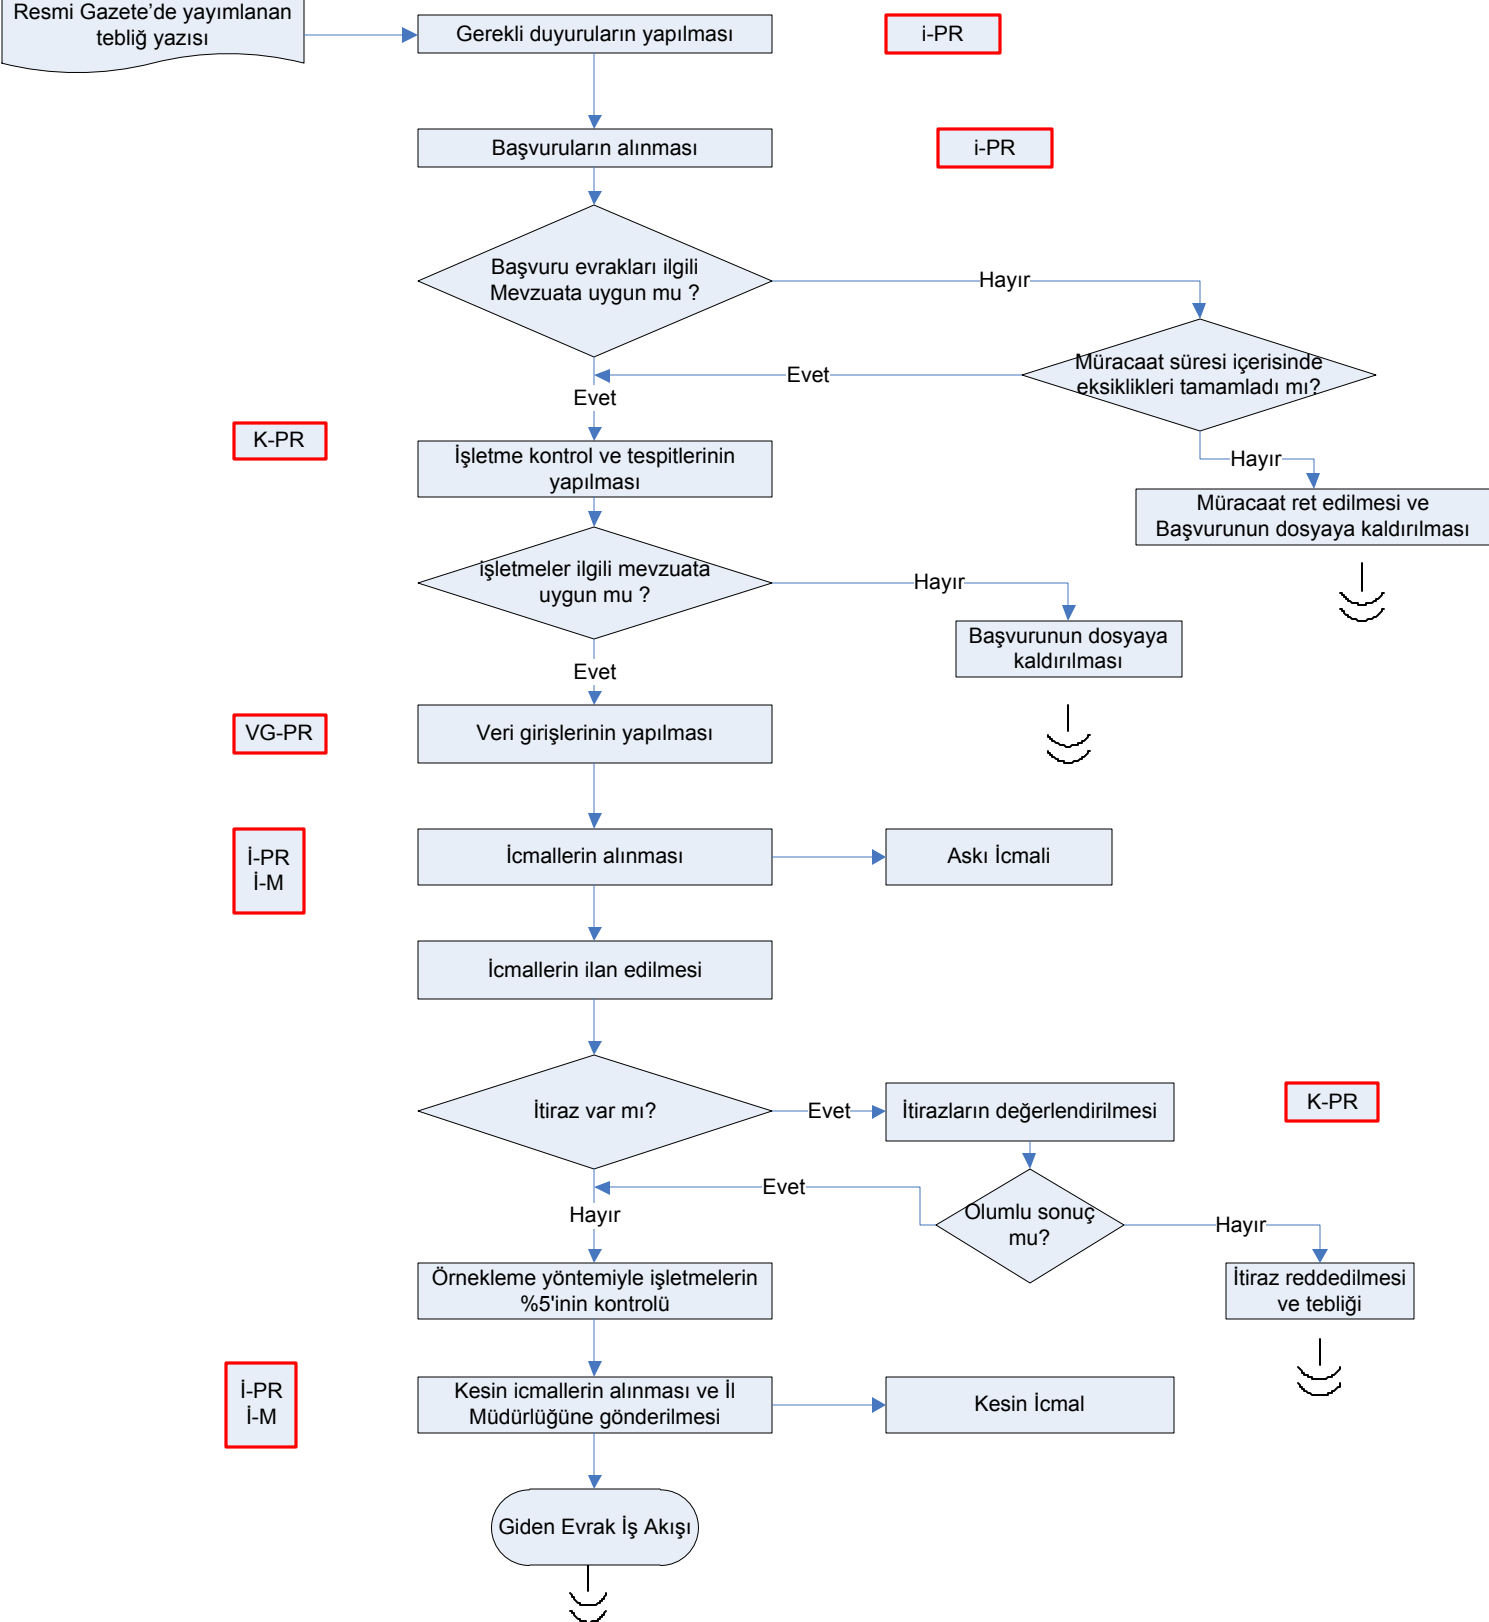 Resmi Gazete’de yayımlanan
tebliğ yazısı
Gerekli duyuruların yapılması
i-PR
Başvuruların alınması
i-PR
Başvuru evrakları ilgili
Mevzuata uygun mu ?
Hayır
Müracaat süresi içerisinde
eksiklikleri tamamladı mı?
Evet
Evet
K-PR
İşletme kontrol ve tespitlerinin
yapılması
Hayır
Müracaat ret edilmesi ve
Başvurunun dosyaya kaldırılması
işletmeler ilgili mevzuata
uygun mu ?
Hayır
Başvurunun dosyaya
kaldırılması
Evet
VG-PR
Veri girişlerinin yapılması
İ-PR
İ-M
İcmallerin alınması
Askı İcmali
İcmallerin ilan edilmesi
İtiraz var mı?
Evet
İtirazların değerlendirilmesi
K-PR
Evet
Hayır
Olumlu sonuç
mu?
Hayır
Örnekleme yöntemiyle işletmelerin
%5'inin kontrolü
İtiraz reddedilmesi
ve tebliği
İ-PR
İ-M
Kesin icmallerin alınması ve İl
Müdürlüğüne gönderilmesi
Kesin İcmal
Giden Evrak İş Akışı